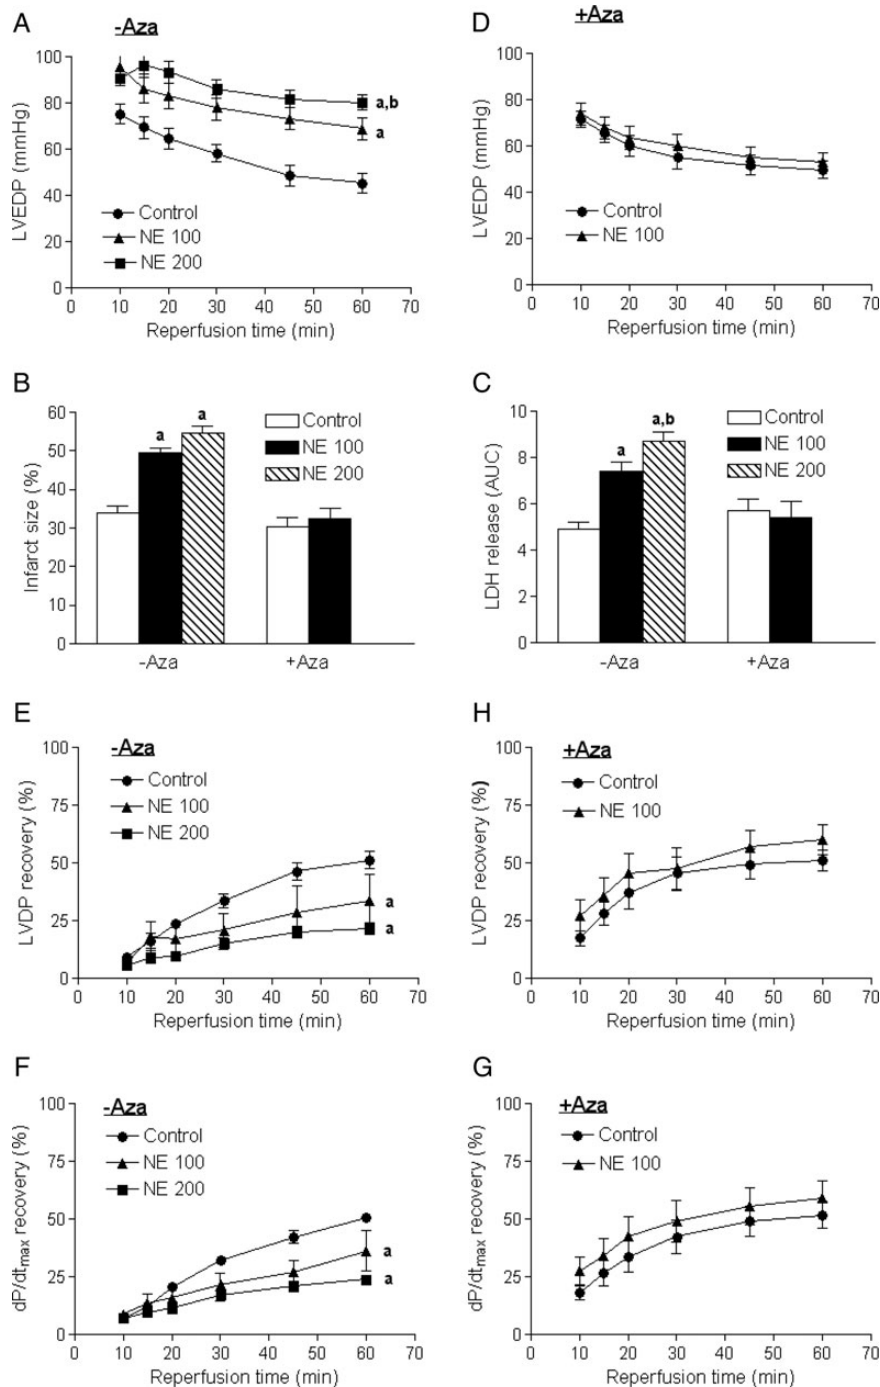 A
-Aza
LVEDP (mmHg)
100
80
60
40
20
0
a,b
a
Control
NE 100
NE 200
0 10 20 30 40 50 60 70
Reperfusion time (min)
D
+Aza
LVEDP (mmHg)
100
80
60
40
20
0
Control
NE 100
0 10 20 30 40 50 60 70
Reperfusion time (min)
B
Infarct size (%)
60
50
40
30
20
10
0
a
a
Control
NE 100
NE 200
-Aza +Aza
C
LDH release (AUC)
10
8
6
4
2
0
a
a,b
Control
NE 100
NE 200
-Aza +Aza
E
-Aza
LVDP recovery (%)
100
75
50
25
0
Control
NE 100
NE 200
a
a
0 10 20 30 40 50 60 70
Reperfusion time (min)
H
+Aza
LVDP recovery (%)
100
75
50
25
0
Control
NE 100
0 10 20 30 40 50 60 70
Reperfusion time (min)
F
-Aza
dP/dtmax recovery (%)
100
75
50
25
0
Control
NE 100
NE 200
a
a
0 10 20 30 40 50 60 70
Reperfusion time (min)
G
+Aza
dP/dtmax recovery (%)
100
75
50
25
0
Control
NE 100
0 10 20 30 40 50 60 70
Reperfusion time (min)